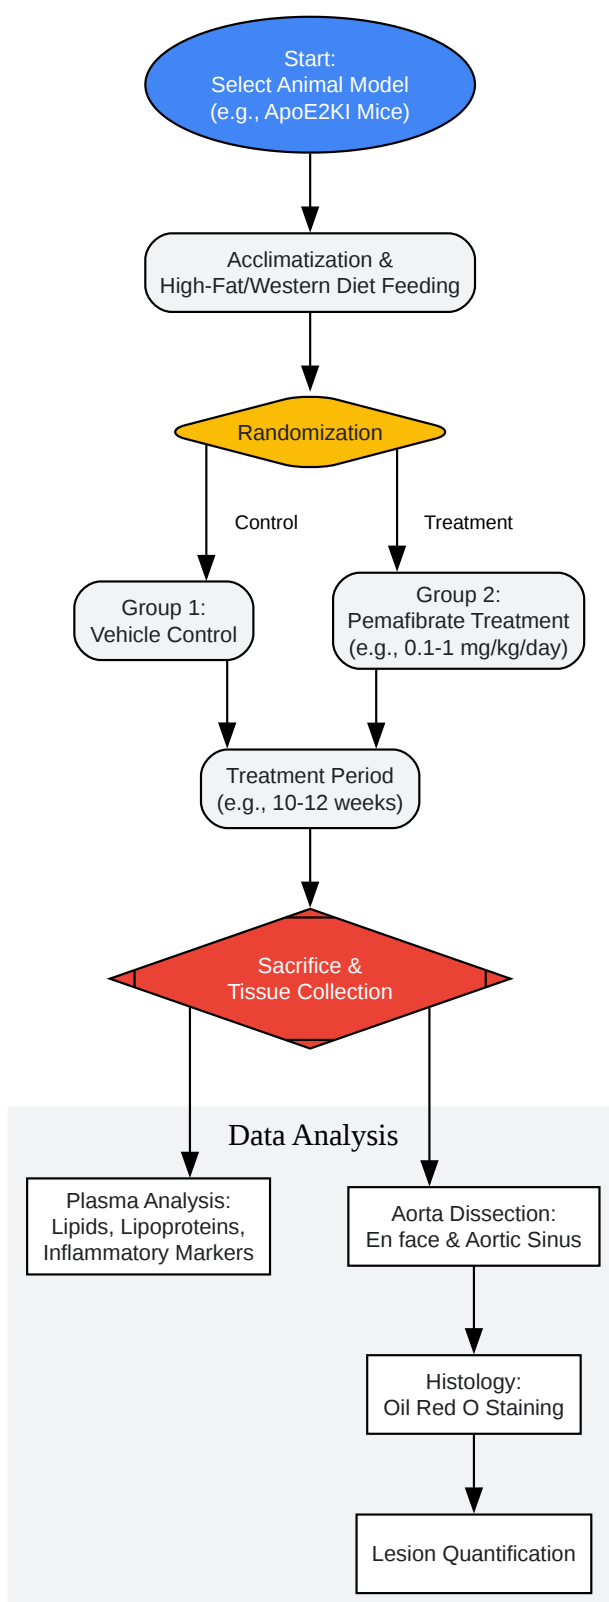 Start:
Select Animal Model
(e.g., ApoE2KI Mice)
Acclimatization &
High-Fat/Western Diet Feeding
Randomization
Control
Treatment
Group 1:
Vehicle Control
Group 2:
Pemafibrate Treatment
(e.g., 0.1-1 mg/kg/day)
Treatment Period
(e.g., 10-12 weeks)
Sacrifice &
Tissue Collection
Data Analysis
Plasma Analysis:
Lipids, Lipoproteins,
Inflammatory Markers
Aorta Dissection:
En face & Aortic Sinus
Histology:
Oil Red O Staining
Lesion Quantification